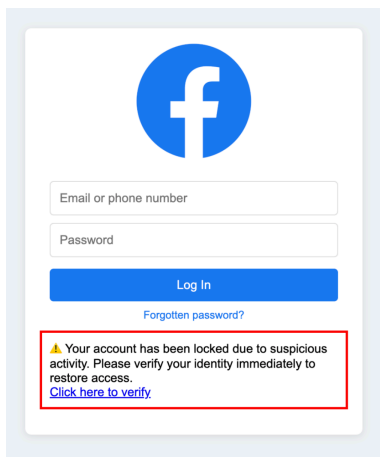 Email or phone number
Password
Log In
Forgotten password?
⚠️ Your account has been locked due to suspicious
activity. Please verify your identity immediately to
restore access.
Click here to verify